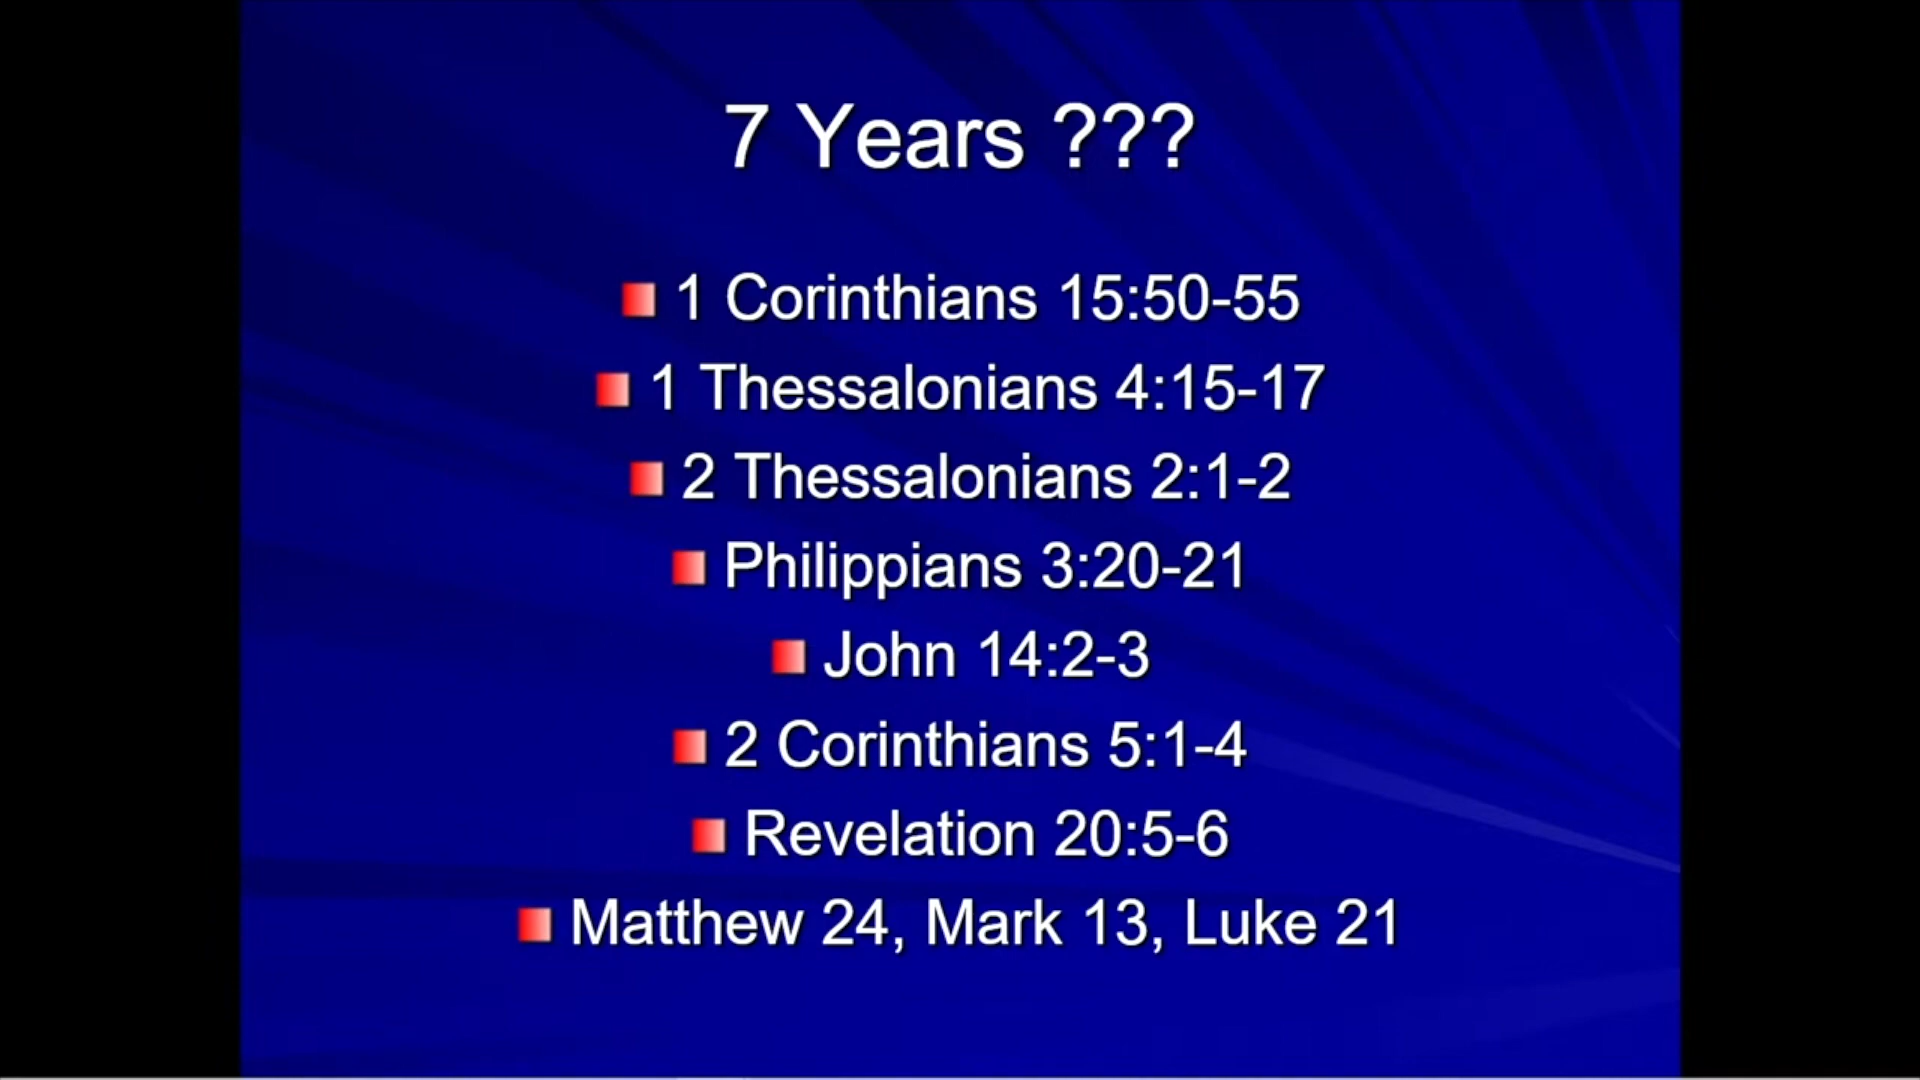 7 Years ???
1 Corinthians 15:50-55
1 Thessalonians 4:15-17
2 Thessalonians 2:1-2
Philippians 3:20-21
John 14:2-3
2 Corinthians 5:1-4
Revelation 20:5-6
Matthew 24, Mark 13, Luke 21